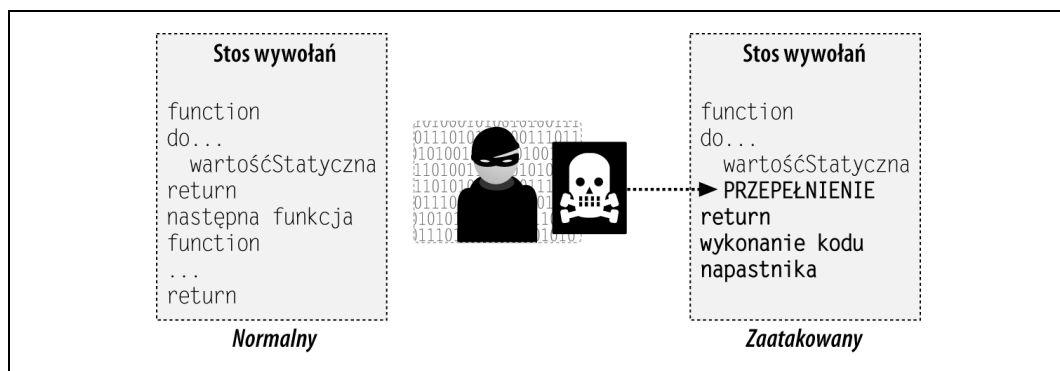 Stos wywołań
function
do...
wartośćStatyczna
return
następna funkcja
function
...
return
Normalny
Stos wywołań
function
do...
wartośćStatyczna
PRZEPEŁNIENIE
return
wykonanie kodu
napastnika
Zaatakowany